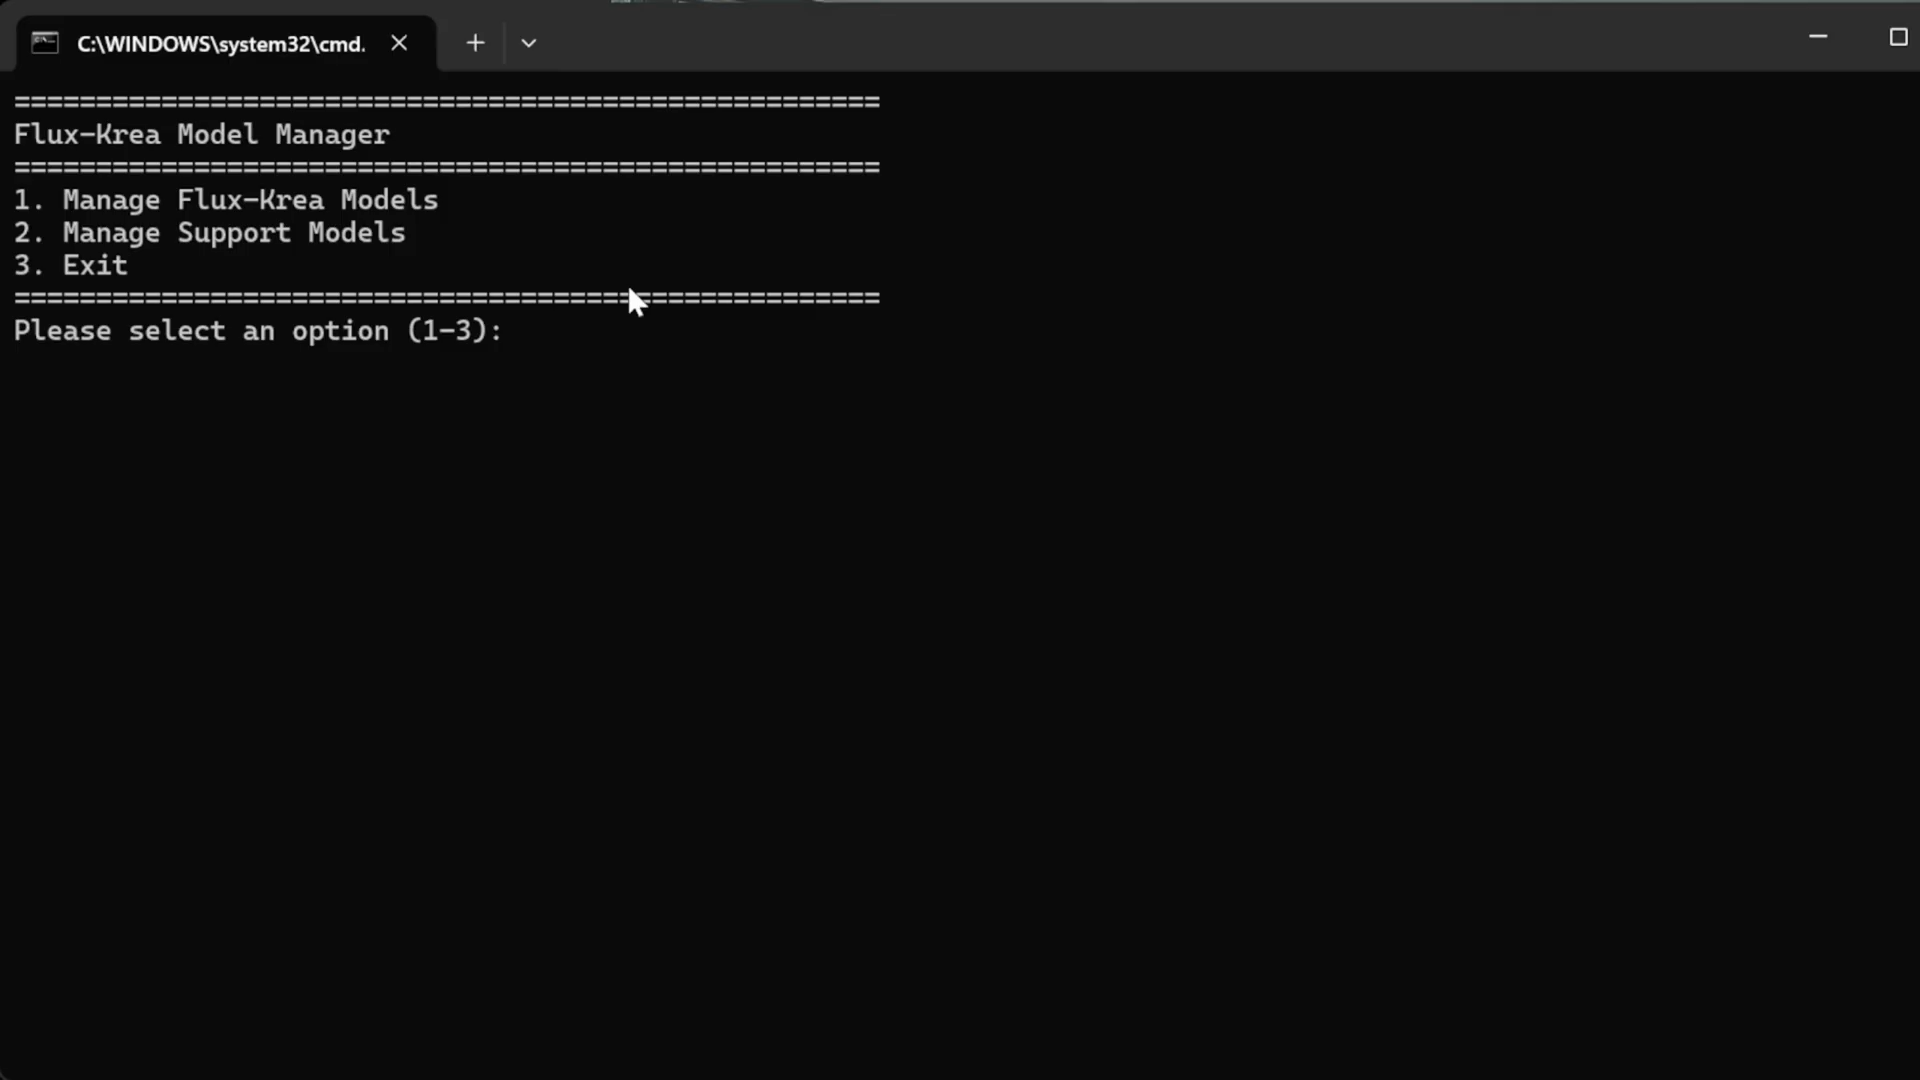 C:\WINDOWS\system32\cmd.
=====================================================
Flux-Krea Model Manager
=====================================================
1. Manage Flux-Krea Models
2. Manage Support Models
3. Exit
=====================================================
Please select an option (1-3):